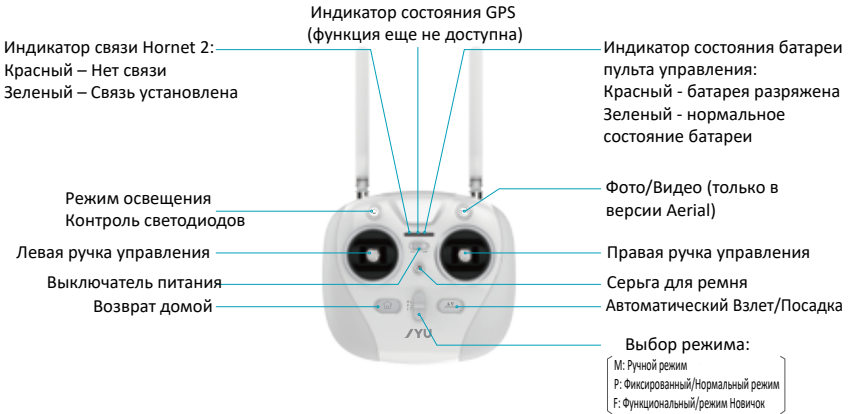 Индикатор состояния GPS
(функция еще не доступна)
Индикатор связи Hornet 2:
Красный – Нет связи
Зеленый – Связь установлена
Индикатор состояния батареи
пульта управления:
Красный - батарея разряжена
Зеленый - нормальное
состояние батареи
Режим освещения
Контроль светодиодов
Фото/Видео (только в
версии Aerial)
Левая ручка управления
Правая ручка управления
Выключатель питания
Серьга для ремня
Возврат домой
Автоматический Взлет/Посадка
JYU
Выбор режима:
M: Ручной режим
P: Фиксированный/Нормальный режим
F: Функциональный/режим Новичок